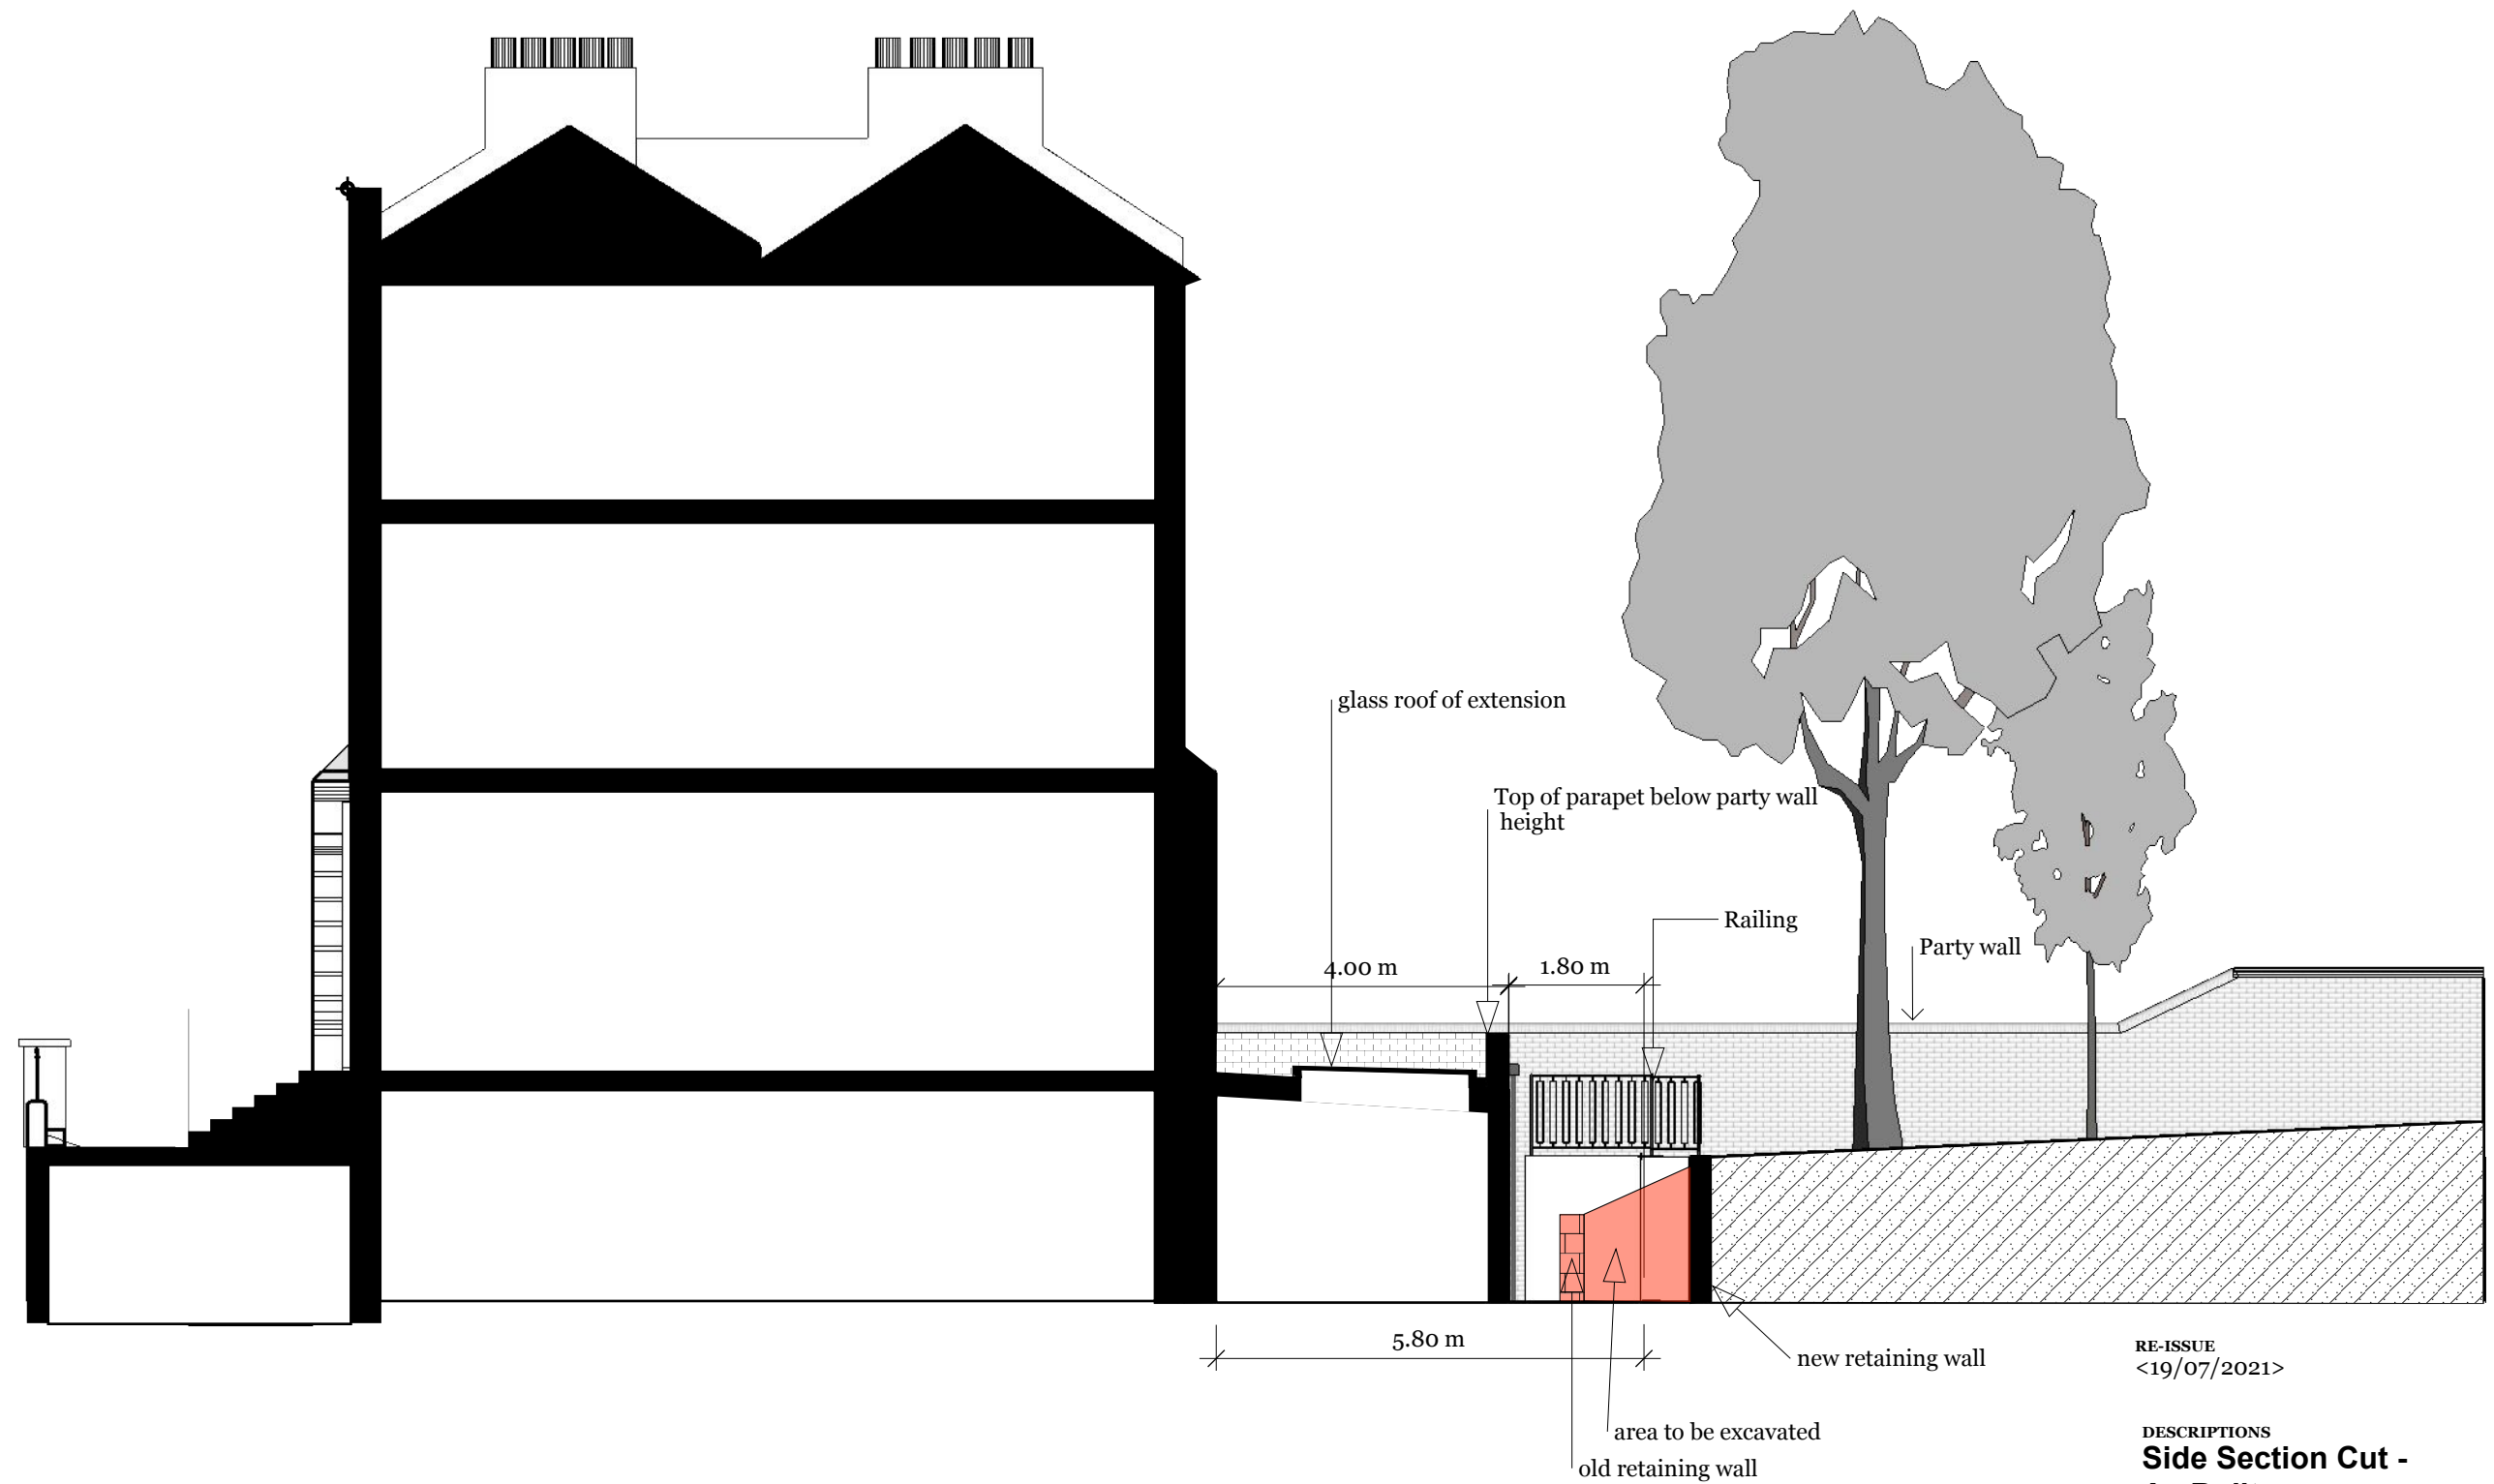 glass roof of extension
Top of parapet below party wall
height
Railing
Party wall
4.00 m
1.80 m
5.80 m
new retaining wall
area to be excavated
old retaining wall
RE-ISSUE
<19/07/2021>
DESCRIPTIONS
Side Section Cut -